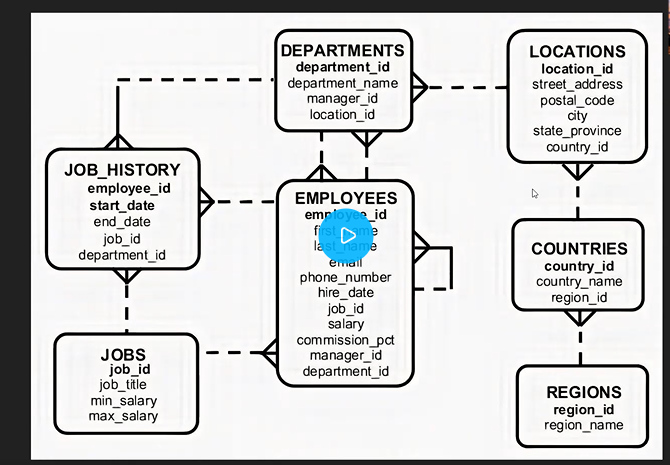 DEPARTMENTS
department_id
department_name
manager_id
location_id
LOCATIONS
location_id
street_address
postal_code
city
state_province
country_id
JOB_HISTORY
employee_id
start_date
end_date
job_id
department_id
EMPLOYEES
employee_id
first_name
last_name
email
phone_number
hire_date
job_id
salary
commission_pct
manager_id
department_id
COUNTRIES
country_id
country_name
region_id
JOBS
job_id
job_title
min_salary
max_salary
REGIONS
region_id
region_name